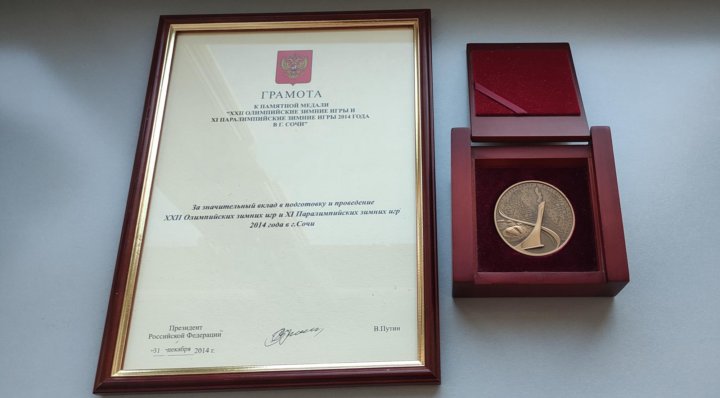 ГРАМОТА
К ПАМЯТНОЙ МЕДАЛИ
"XXII ОЛИМПИЙСКИЕ ЗИМНИЕ ИГРЫ И
XI ПАРАЛИМПИЙСКИЕ ЗИМНИЕ ИГРЫ 2014 ГОДА
В Г. СОЧИ"
За значительный вклад в подготовку и проведение
XXII Олимпийских зимних игр и XI Паралимпийских зимних игр
2014 года в г.Сочи
Президент
Российской Федерации
В.Путин
«31» декабря 2014 г.